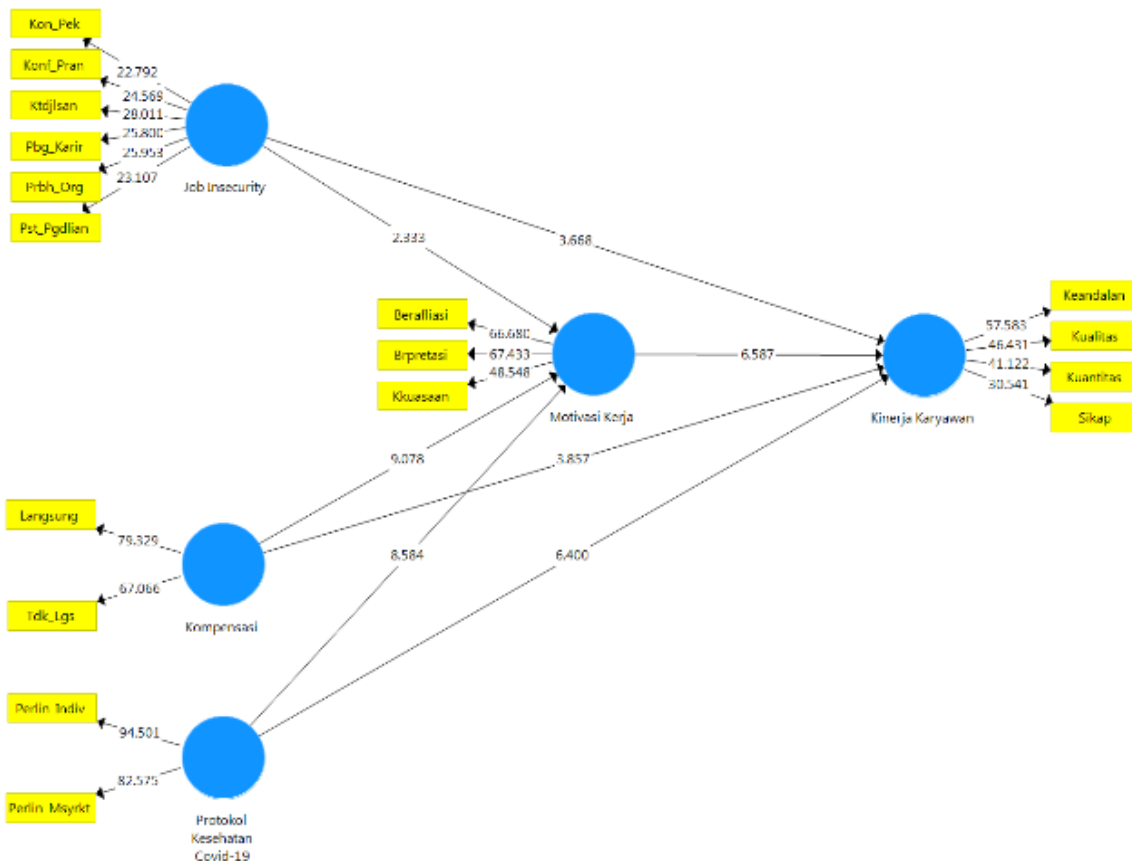 Kon_Pek
22.792
Konf_Pran
24.569
Ktdjlsan
28.011
Pbg_Karir
25.800
Prbh_Org
25.953
Pst_Pgdlian
23.107
Job Insecurity
2.333
3.668
Berafliasi
66.680
Brpretasi
67.433
Kkuasaan
48.548
Motivasi Kerja
6.587
Keandalan
57.583
Kualitas
46.431
Kuantitas
41.122
Sikap
30.541
Kinerja Karyawan
9.078
3.857
Langsung
79.329
Tdk_Lgs
67.066
Kompensasi
8.584
6.400
Perlin_Indiv
94.501
Perlin_Msyrkt
82.575
Protokol
Kesehatan
Covid-19